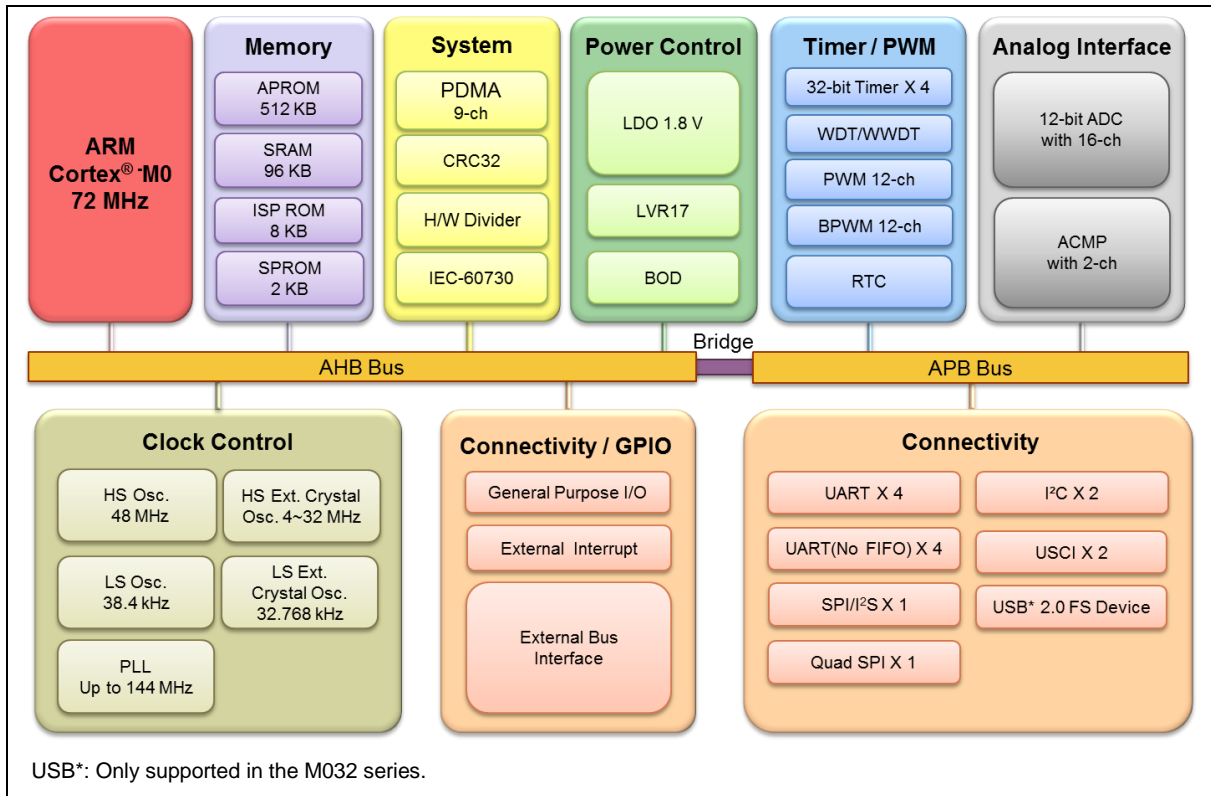 ARM
Cortex®-M0
72 MHz
Memory
APROM
512 KB
SRAM
96 KB
ISP ROM
8 KB
SPROM
2 KB
System
PDMA
9-ch
CRC32
H/W Divider
IEC-60730
Power Control
LDO 1.8 V
LVR17
BOD
Timer / PWM
32-bit Timer X 4
WDT/WWDT
PWM 12-ch
BPWM 12-ch
RTC
Analog Interface
12-bit ADC
with 16-ch
ACMP
with 2-ch
AHB Bus
Bridge
APB Bus
Clock Control
HS Osc.
48 MHz
HS Ext. Crystal
Osc. 4~32 MHz
LS Osc.
38.4 kHz
LS Ext.
Crystal Osc.
32.768 kHz
PLL
Up to 144 MHz
Connectivity / GPIO
General Purpose I/O
External Interrupt
External Bus
Interface
Connectivity
UART X 4
I²C X 2
UART(No FIFO) X 4
USCI X 2
SPI/I²S X 1
USB* 2.0 FS Device
Quad SPI X 1
USB*: Only supported in the M032 series.